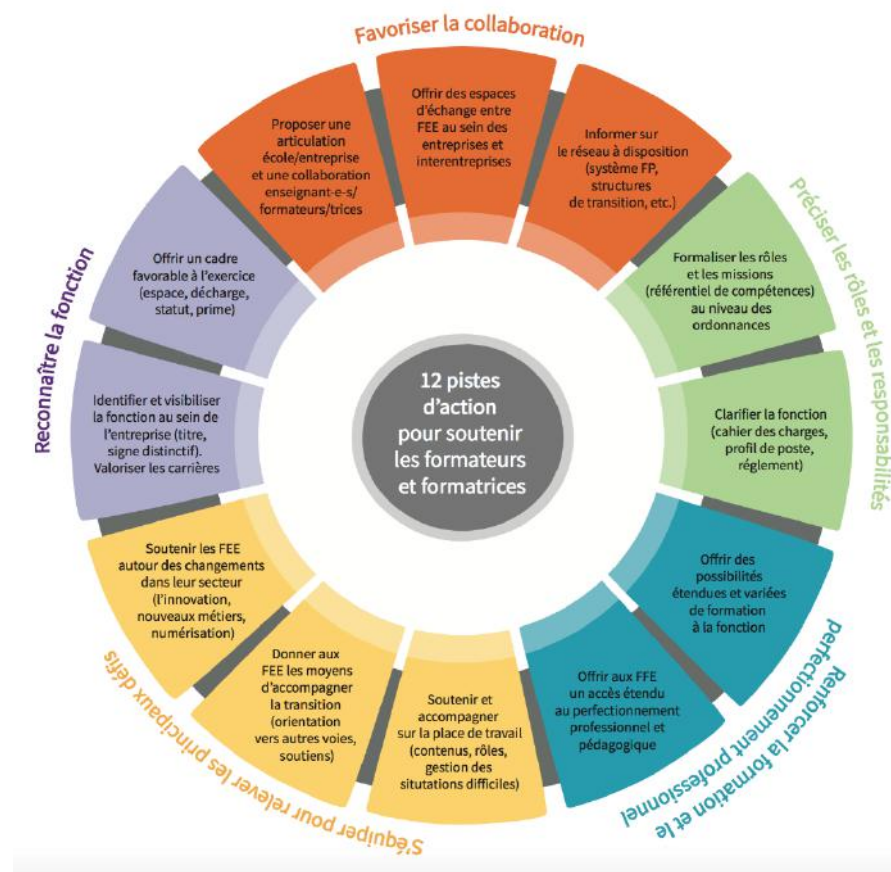 Favoriser la collaboration
Proposer une
articulation
école/entreprise
et une collaboration
enseignant-e-s/
formateurs/trices
Offrir des espaces
d'échange entre
FEE au sein des
entreprises et
interentreprises
Informer sur
le réseau à disposition
(système FP,
structures
de transition, etc.)
Préciser les rôles et les responsabilités
Formaliser les rôles
et les missions
(référentiel de compétences)
au niveau des
ordonnances
Clarifier la fonction
(cahier des charges,
profil de poste,
réglement)
Renforcer la formation et le
perfectionnement professionnel
Offrir des
possibilités
étendues et variées
de formation
à la fonction
Offrir aux FFE
un accès étendu
au perfectionnement
professionnel et
pédagogique
S'équiper pour relever les principaux défis
Soutenir et
accompagner
sur la place de travail
(contenus, rôles,
gestion des
situtations difficiles)
Donner aux
FEE les moyens
d'accompagner
la transition
(orientation
vers autres voies,
soutiens)
Soutenir les FEE
autour des changements
dans leur secteur
(l'innovation,
nouveaux métiers,
numérisation)
Reconnaître la fonction
Identifier et visibiliser
la fonction au sein de
l'entreprise (titre,
signe distinctif).
Valoriser les carrières
Offrir un cadre
favorable à l'exercice
(espace, décharge,
statut, prime)
12 pistes
d'action
pour soutenir
les formateurs
et formatrices